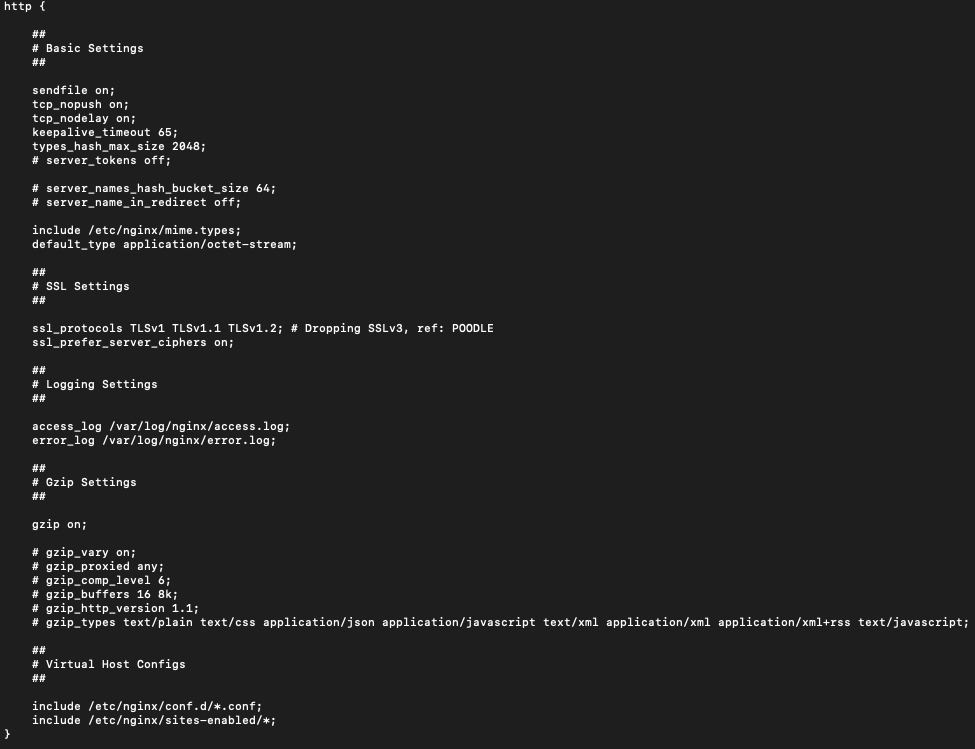 http {
##
# Basic Settings
##
sendfile on;
tcp_nopush on;
tcp_nodelay on;
keepalive_timeout 65;
types_hash_max_size 2048;
# server_tokens off;
# server_names_hash_bucket_size 64;
# server_name_in_redirect off;
include /etc/nginx/mime.types;
default_type application/octet-stream;
##
# SSL Settings
##
ssl_protocols TLSv1 TLSv1.1 TLSv1.2; # Dropping SSLv3, ref: POODLE
ssl_prefer_server_ciphers on;
##
# Logging Settings
##
access_log /var/log/nginx/access.log;
error_log /var/log/nginx/error.log;
##
# Gzip Settings
##
gzip on;
# gzip_vary on;
# gzip_proxied any;
# gzip_comp_level 6;
# gzip_buffers 16 8k;
# gzip_http_version 1.1;
# gzip_types text/plain text/css application/json application/javascript text/xml application/xml application/xml+rss text/javascript;
##
# Virtual Host Configs
##
include /etc/nginx/conf.d/*.conf;
include /etc/nginx/sites-enabled/*;
}